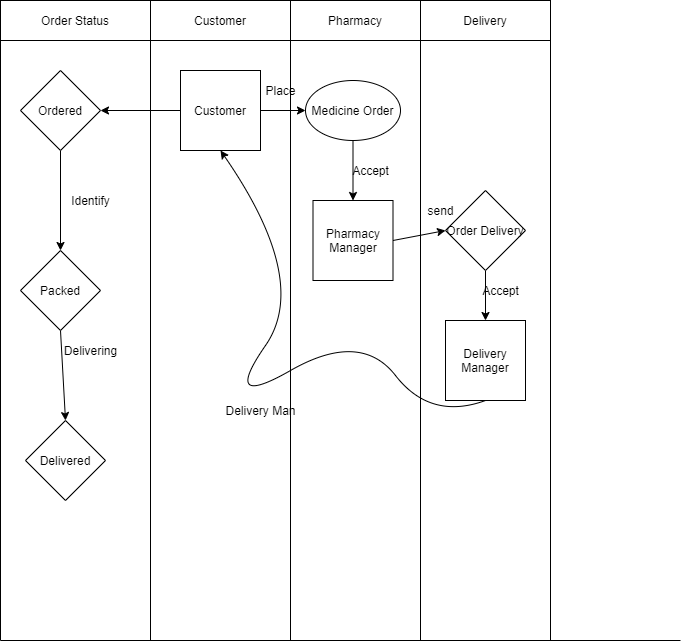 Order Status
Customer
Pharmacy
Delivery
Ordered
Customer
Place
Medicine Order
Identify
Accept
Pharmacy
Manager
send
Order Delivery
Packed
Accept
Delivering
Delivery
Manager
Delivery Man
Delivered